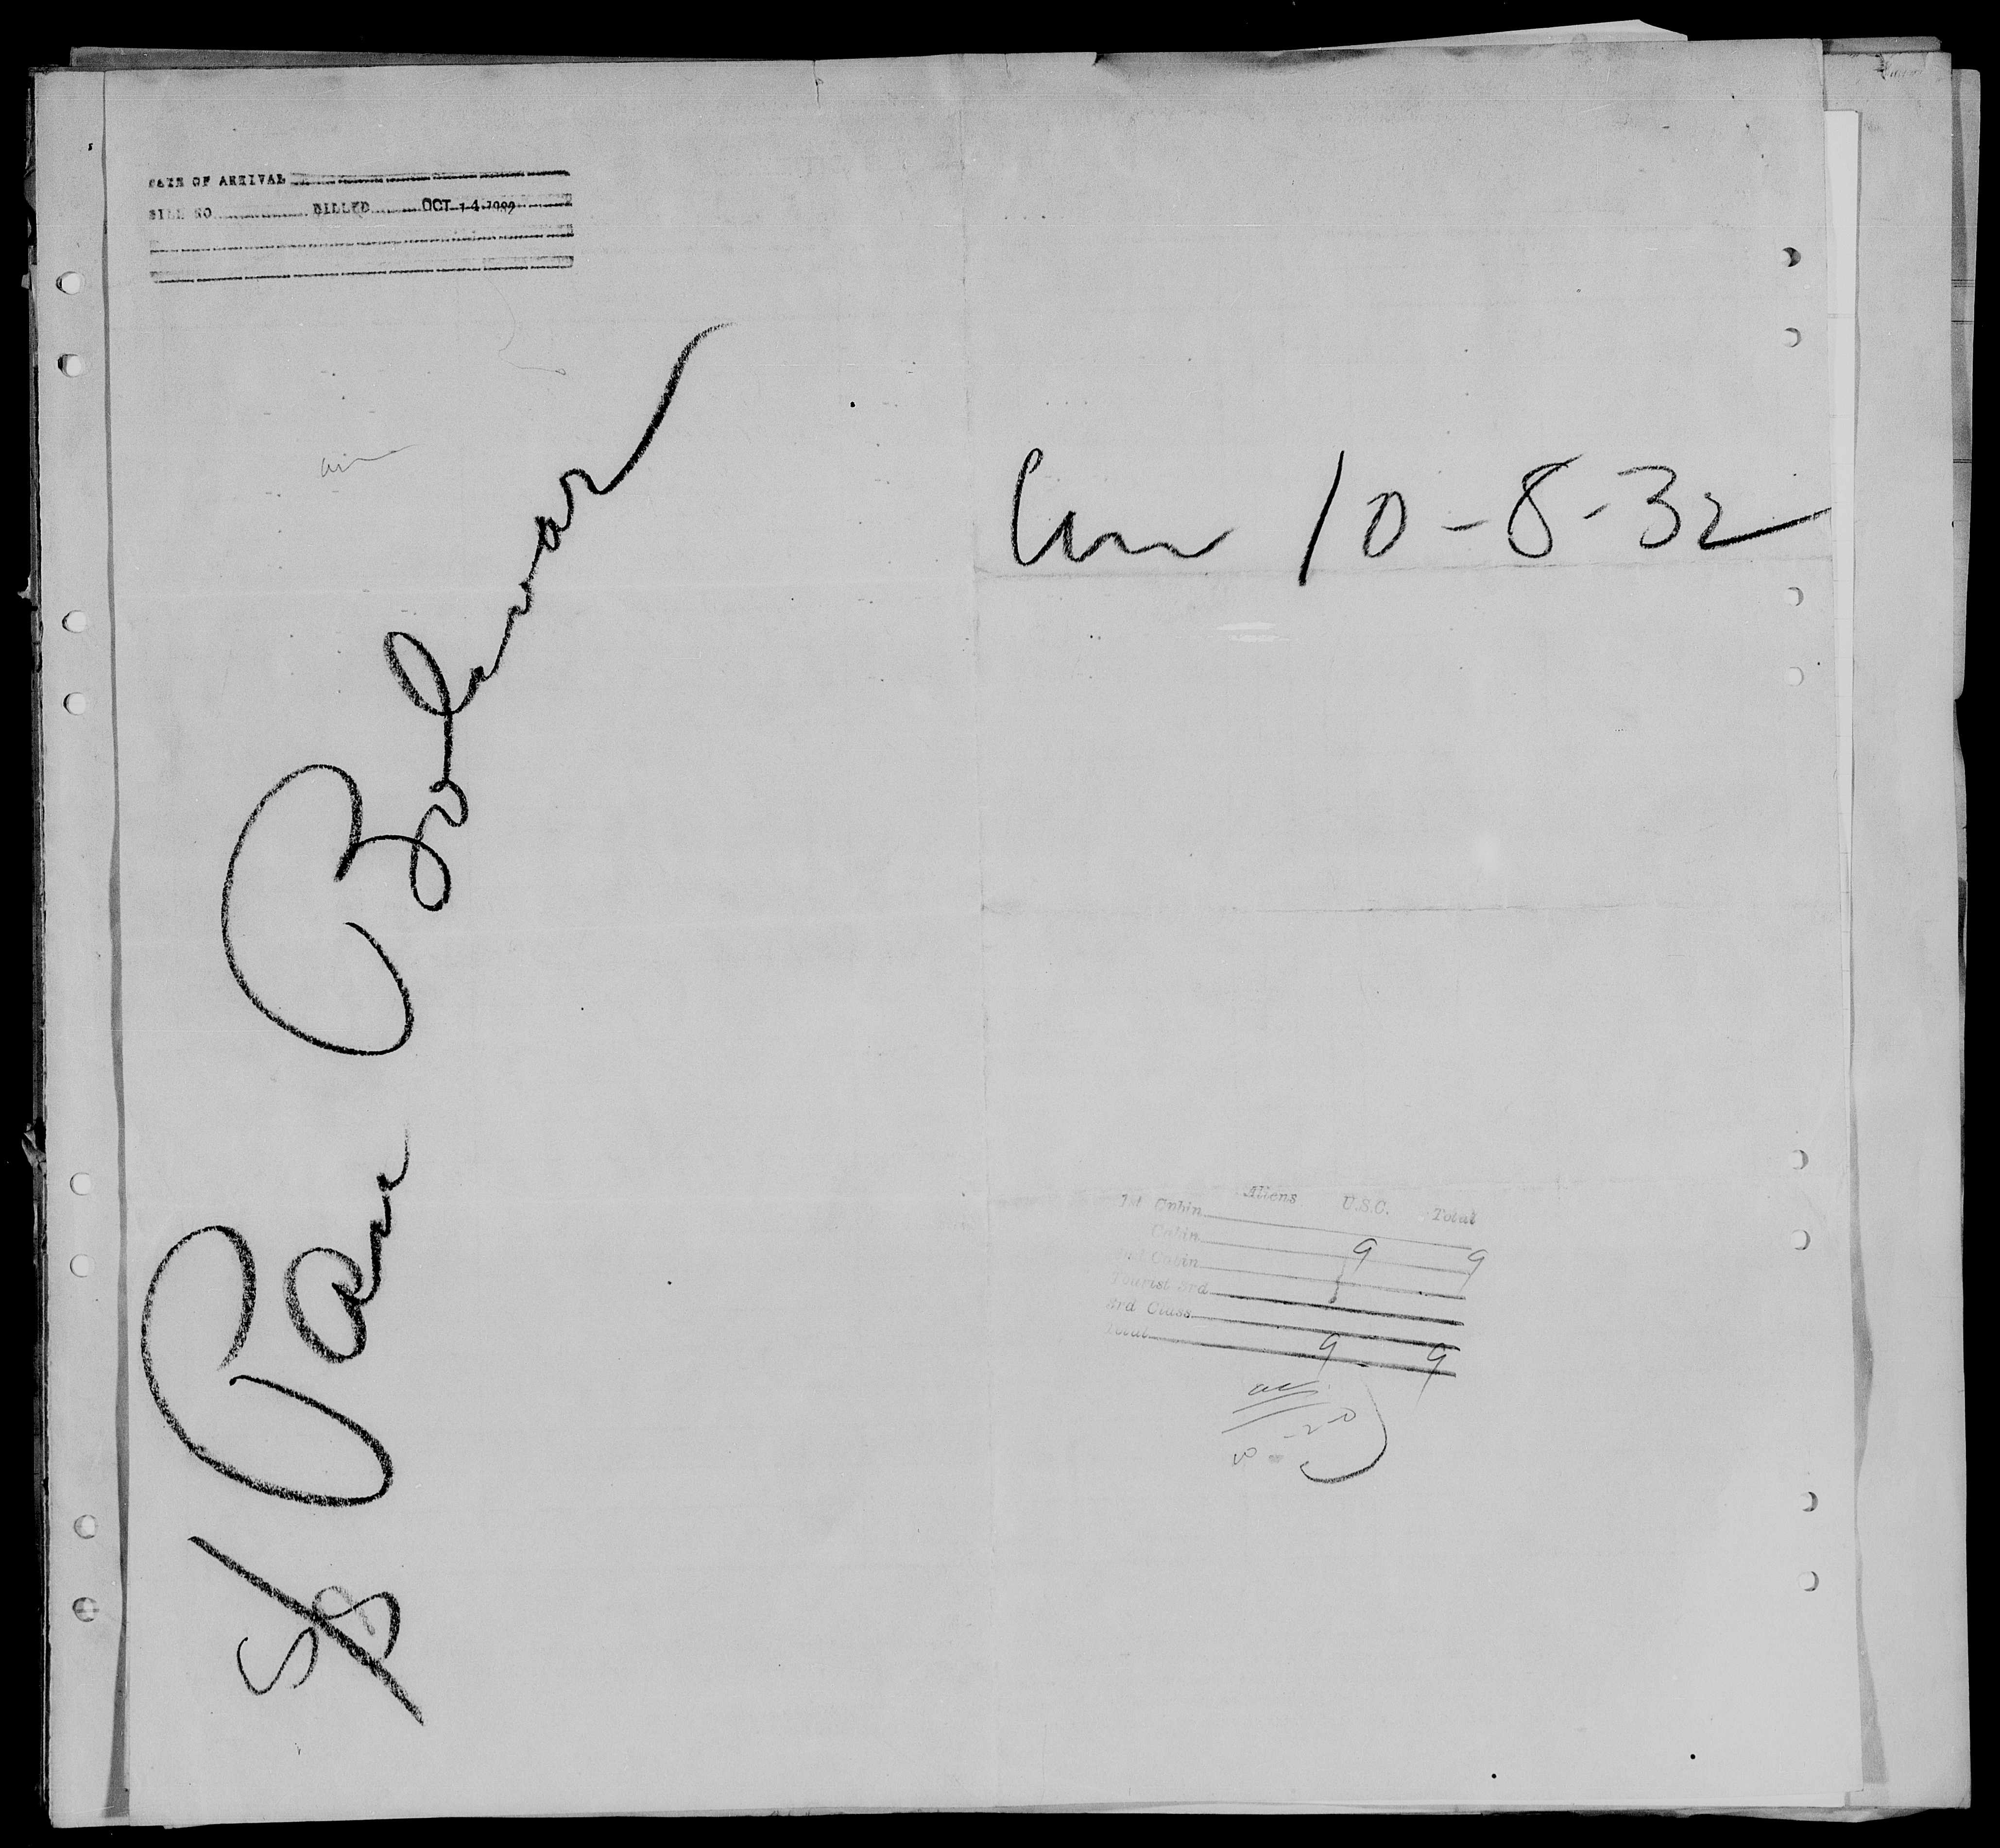 DATE OF ARRIVAL
BILL NO BILLED OCT 14 1932
S/S Pan Bolivar
Arr 10-8-32
Aliens U.S.C. Total
1st Cabin
Cabin 9 9
2nd Cabin
Tourist 3rd
3rd Class
Total 9 9